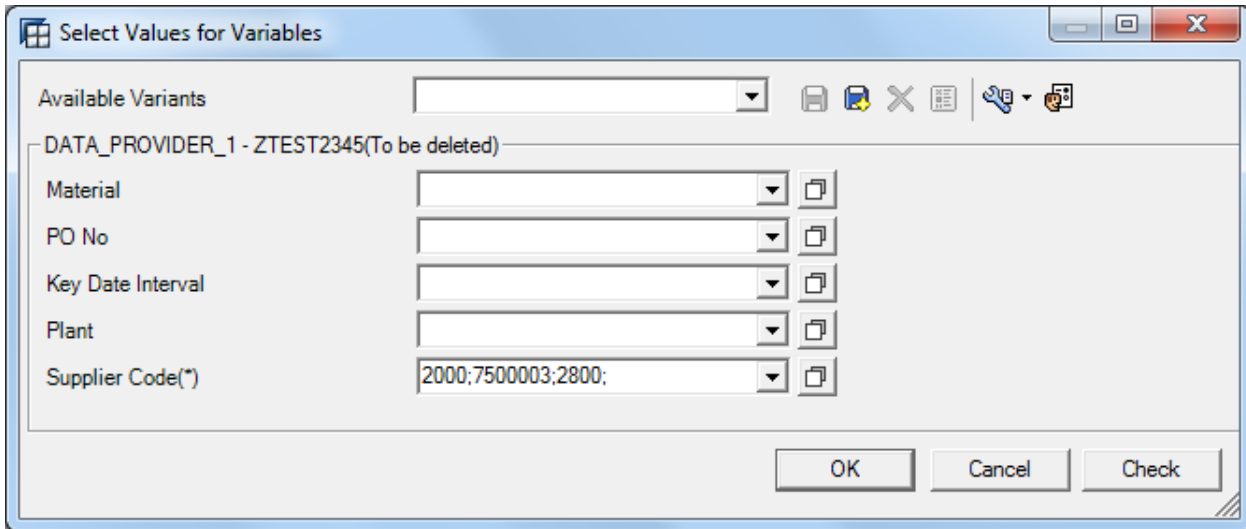 Select Values for Variables
Available Variants
DATA_PROVIDER_1 - ZTEST2345(To be deleted)
Material
PO No
Key Date Interval
Plant
Supplier Code(*) 2000;7500003;2800;
OK Cancel Check